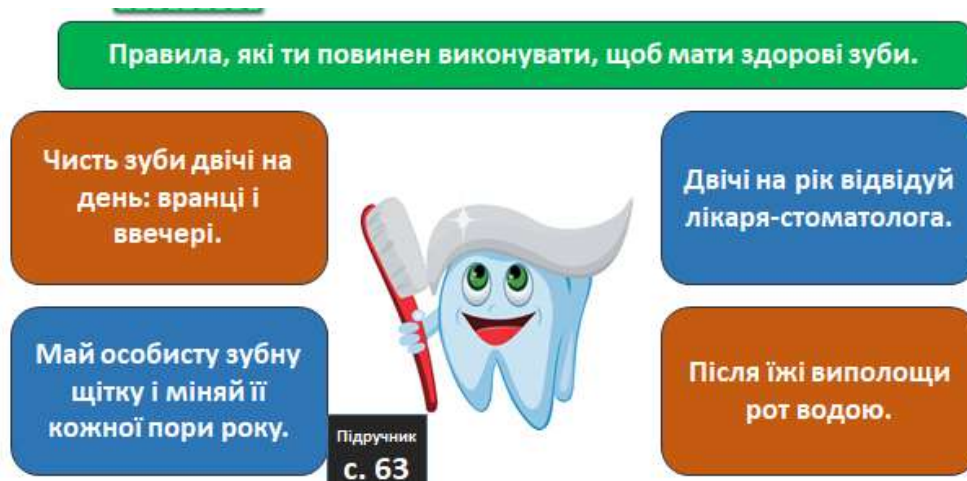 Правила, які ти повинен виконувати, щоб мати здорові зуби.
Чисть зуби двічі на
день: вранці і
ввечері.
Двічі на рік відвідуй
лікаря-стоматолога.
Май особисту зубну
щітку і міняй її
кожної пори року.
Після їжі виполощи
рот водою.
Підручник
с. 63